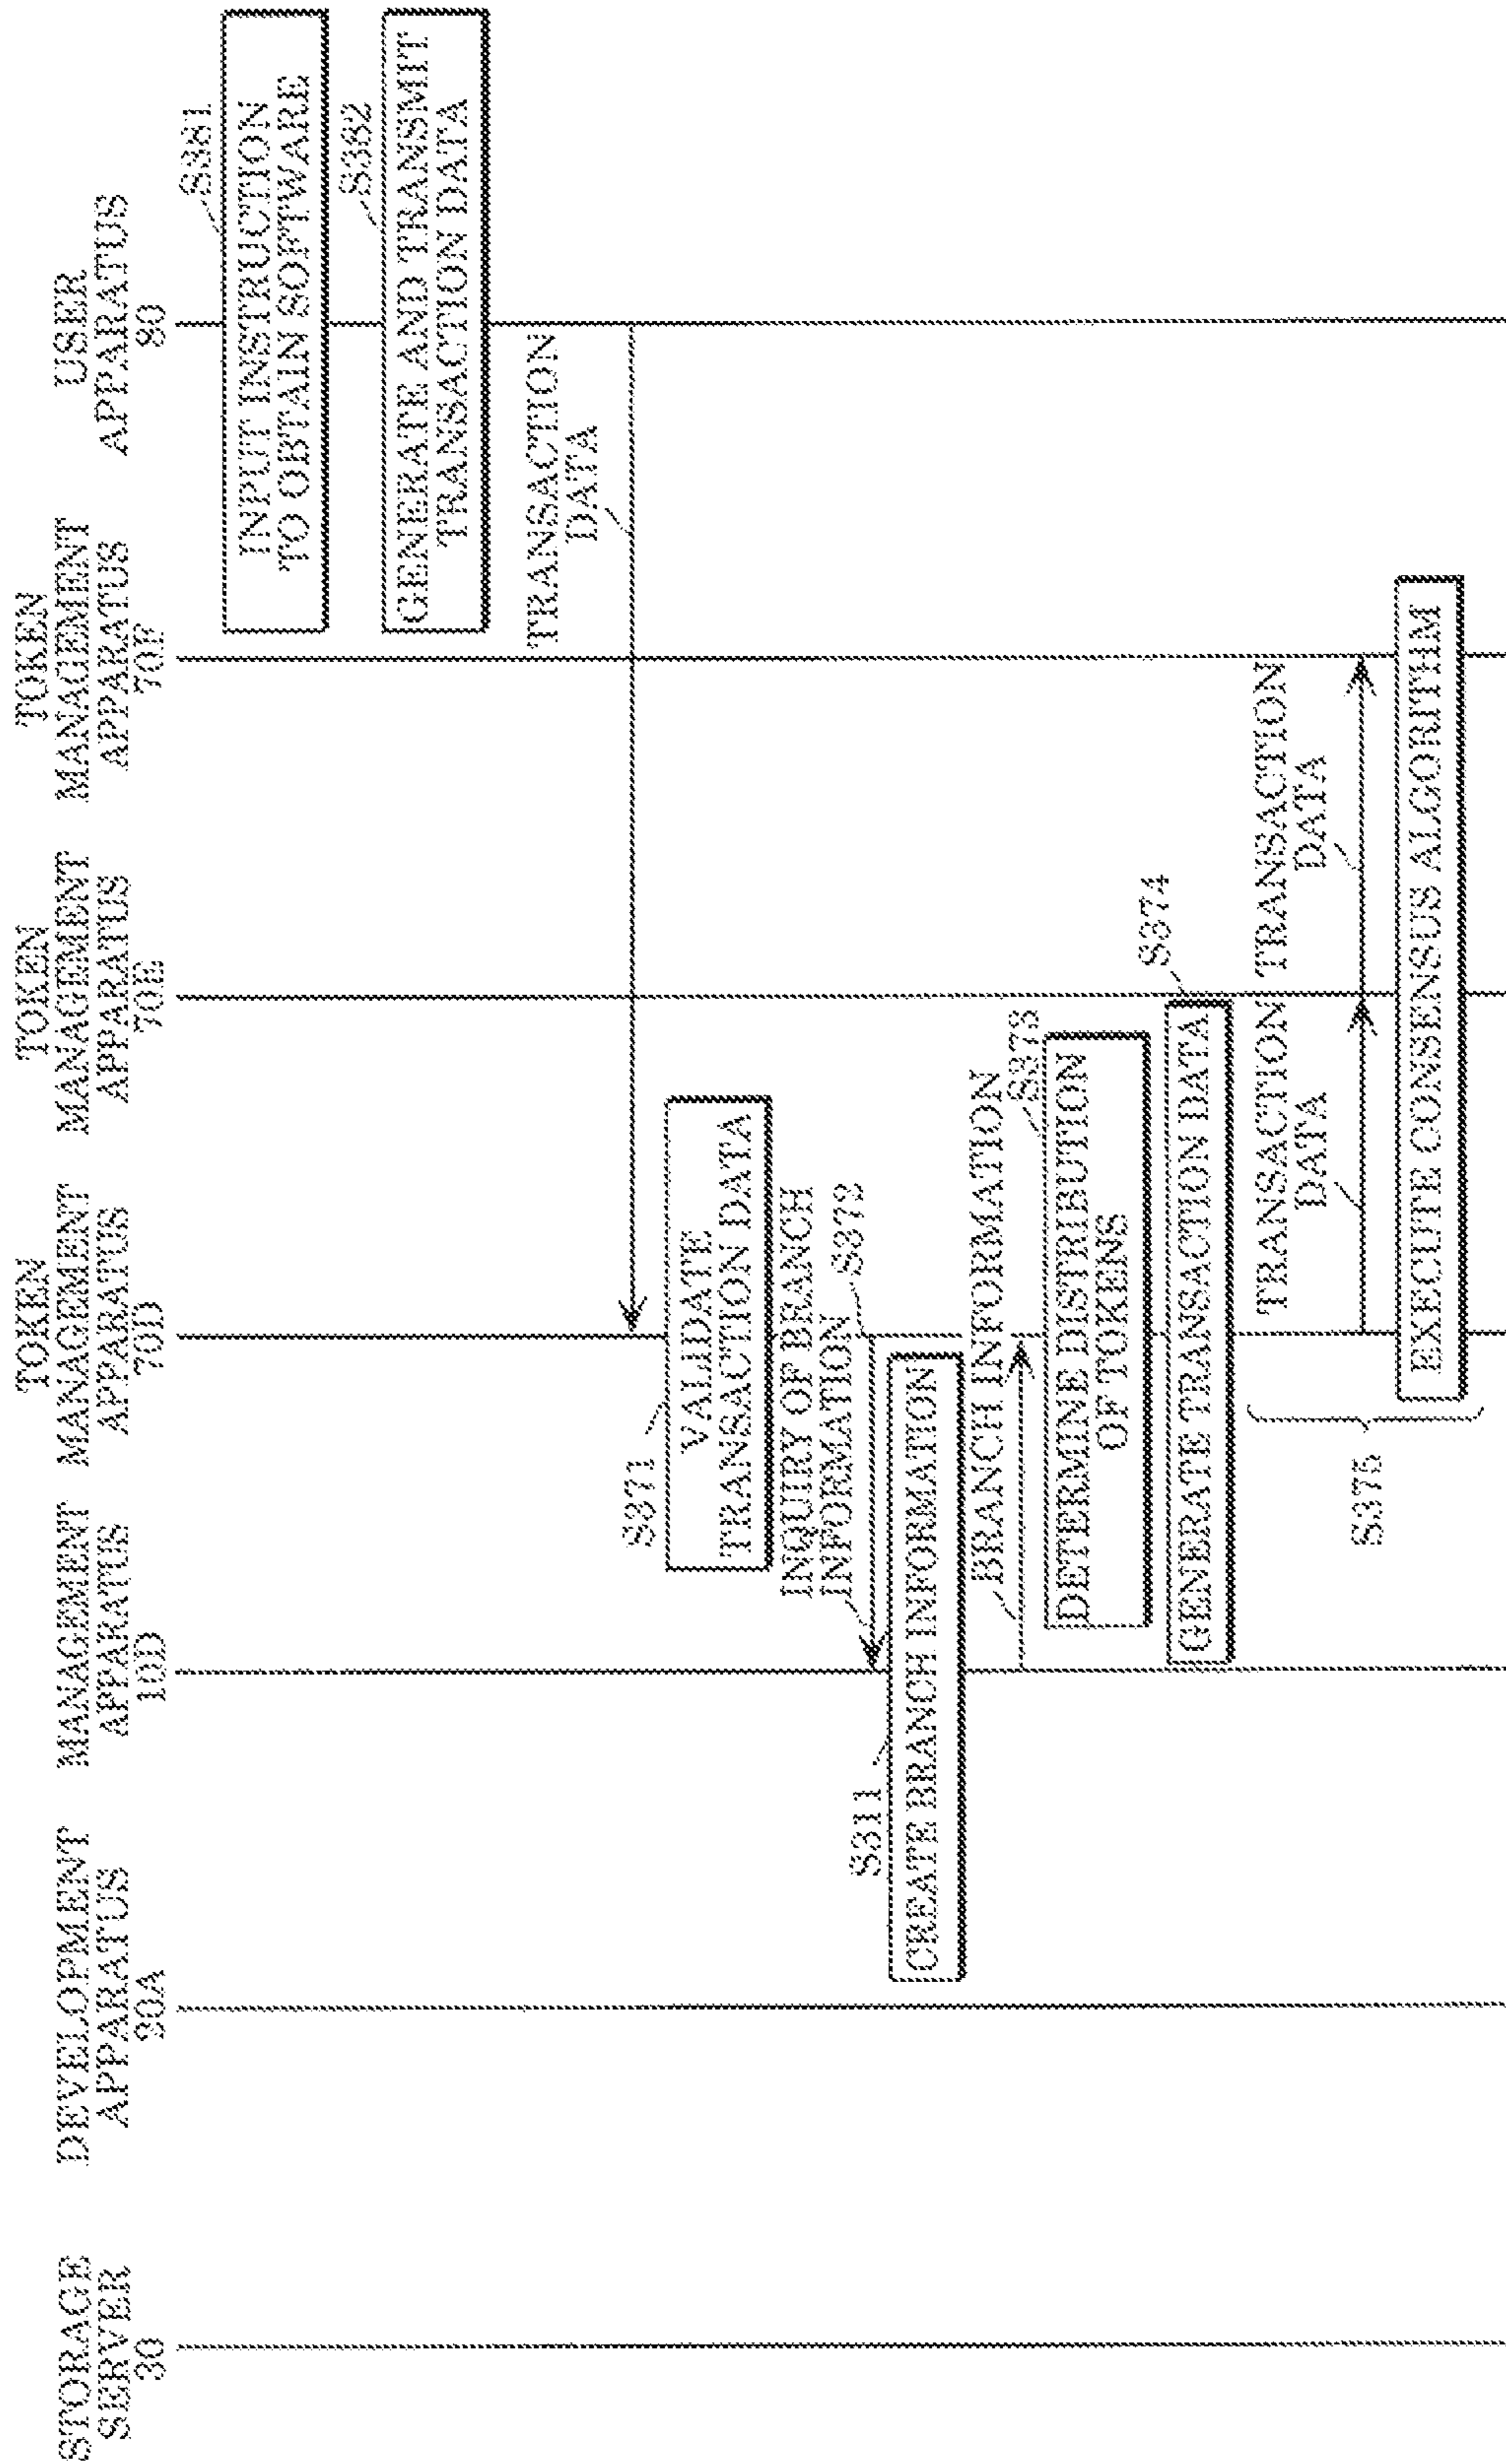 STORAGE
SERVER
30
DEVELOPMENT
APPARATUS
20A
MANAGEMENT
APPARATUS
10D
TOKEN
MANAGEMENT
APPARATUS
70D
TOKEN
MANAGEMENT
APPARATUS
70E
TOKEN
MANAGEMENT
APPARATUS
70F
USER
APPARATUS
80
S381
INPUT INSTRUCTION
TO OBTAIN SOFTWARE
S382
GENERATE AND TRANSMIT
TRANSACTION DATA
TRANSACTION
DATA
S371
VALIDATE
TRANSACTION DATA
INQUIRY OF BRANCH
INFORMATION
S372
S311
CREATE BRANCH INFORMATION
BRANCH INFORMATION
S373
DETERMINE DISTRIBUTION
OF TOKENS
S374
GENERATE TRANSACTION DATA
TRANSACTION
DATA
TRANSACTION
DATA
S375
EXECUTE CONSENSUS ALGORITHM